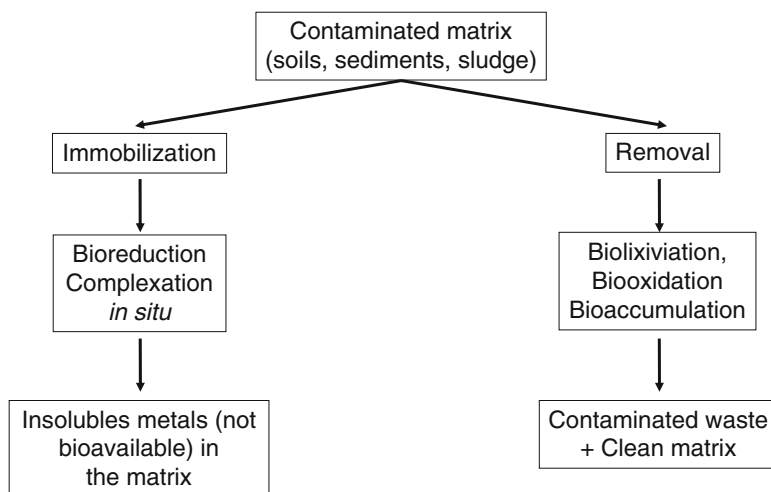 Contaminated matrix
(soils, sediments, sludge)
Immobilization
Removal
Bioreduction
Complexation
in situ
Biolixiviation,
Biooxidation
Bioaccumulation
Insolubles metals (not
bioavailable) in
the matrix
Contaminated waste
+ Clean matrix